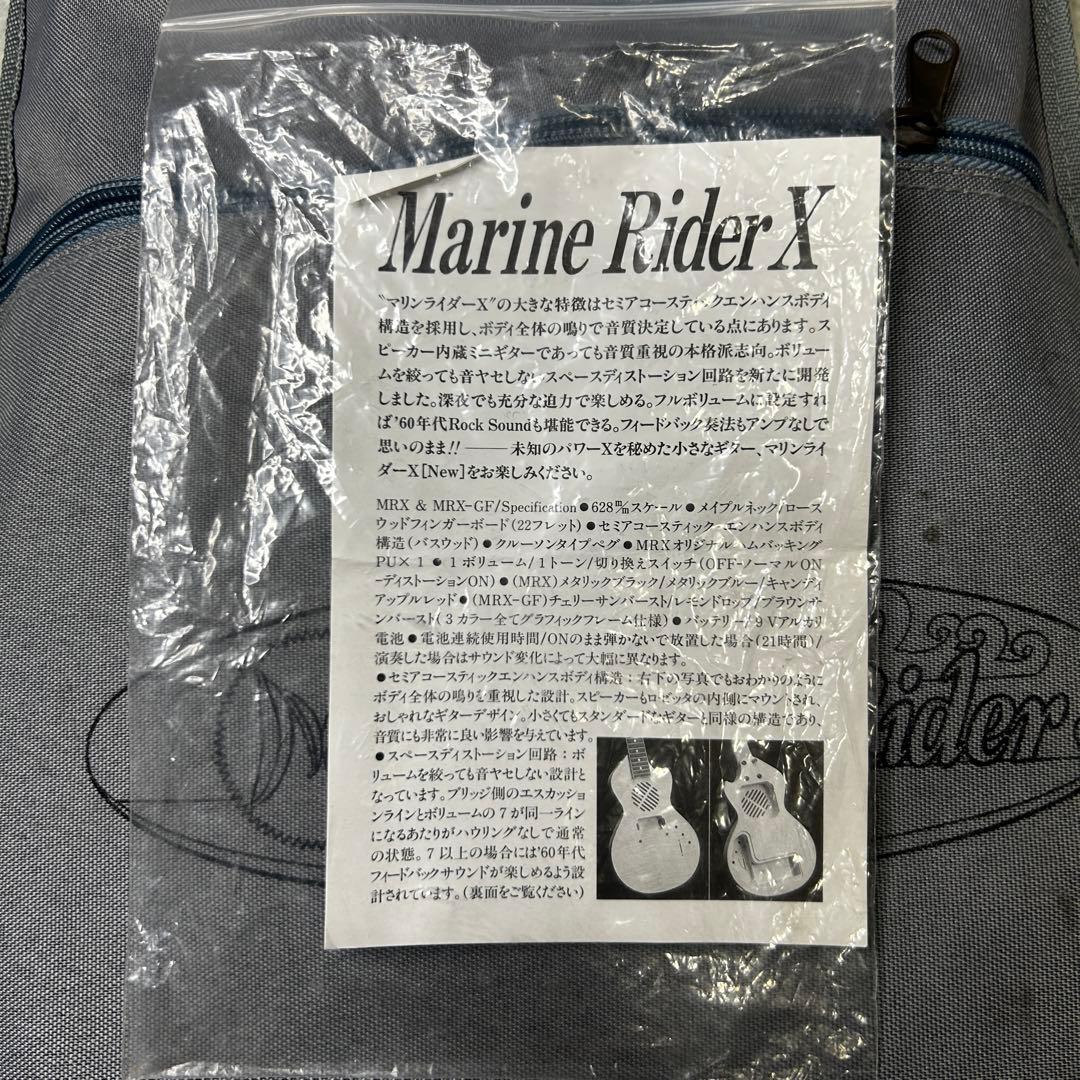 Marine Rider X
〝マリンライダーX〟の大きな特徴はセミアコースティックエンハンスボディ
構造を採用し、ボディ全体の鳴りで音質決定している点にあります。ス
ピーカー内蔵ミニギターであっても音質重視の本格派志向。ボリュー
ムを絞っても音ヤセしないスペースディストーション回路を新たに開発
しました。深夜でも充分な迫力で楽しめる。フルボリュームに設定すれ
ば'60年代Rock Soundも堪能できる。フィードバック奏法もアンプなしで
思いのまま!!――未知のパワーXを秘めた小さなギター、マリンライ
ダーX[New]をお楽しみください。
MRX & MRX-GF/Specification●628㎜スケール●メイプルネック/ローズ
ウッドフィンガーボード(22フレット)●セミアコースティックエンハンスボディ
構造(バスウッド)●クルーソンタイプペグ●MRXオリジナルハムバッキング
PU×1●1ボリューム/1トーン/切り換えスイッチ(OFF-ノーマルON
-ディストーションON)●(MRX)メタリックブラック/メタリックブルー/キャンディ
アップルレッド●(MRX-GF)チェリーサンバースト/レモンドロップ/ブラウンサ
ンバースト(3カラー全てグラフィックフレーム仕様)●バッテリー/9Vアルカリ
電池●電池連続使用時間/ONのまま弾かないで放置した場合(21時間)/
演奏した場合はサウンド変化によって大幅に異なります。
●セミアコースティックエンハンスボディ構造：右下の写真でもおわかりのように
ボディ全体の鳴りを重視した設計。スピーカーもロゼッタの内側にマウントされ、
おしゃれなギターデザイン。小さくてもスタンダードなギターと同様の構造であり、
音質にも非常に良い影響を与えています。
●スペースディストーション回路：ボ
リュームを絞っても音ヤセしない設計と
なっています。ブリッジ側のエスカッショ
ンラインとボリュームの7が同一ライン
になるあたりがハウリングなしで通常
の状態。7以上の場合には'60年代
フィードバックサウンドが楽しめるよう設
計されています。(裏面をご覧ください)
Rider